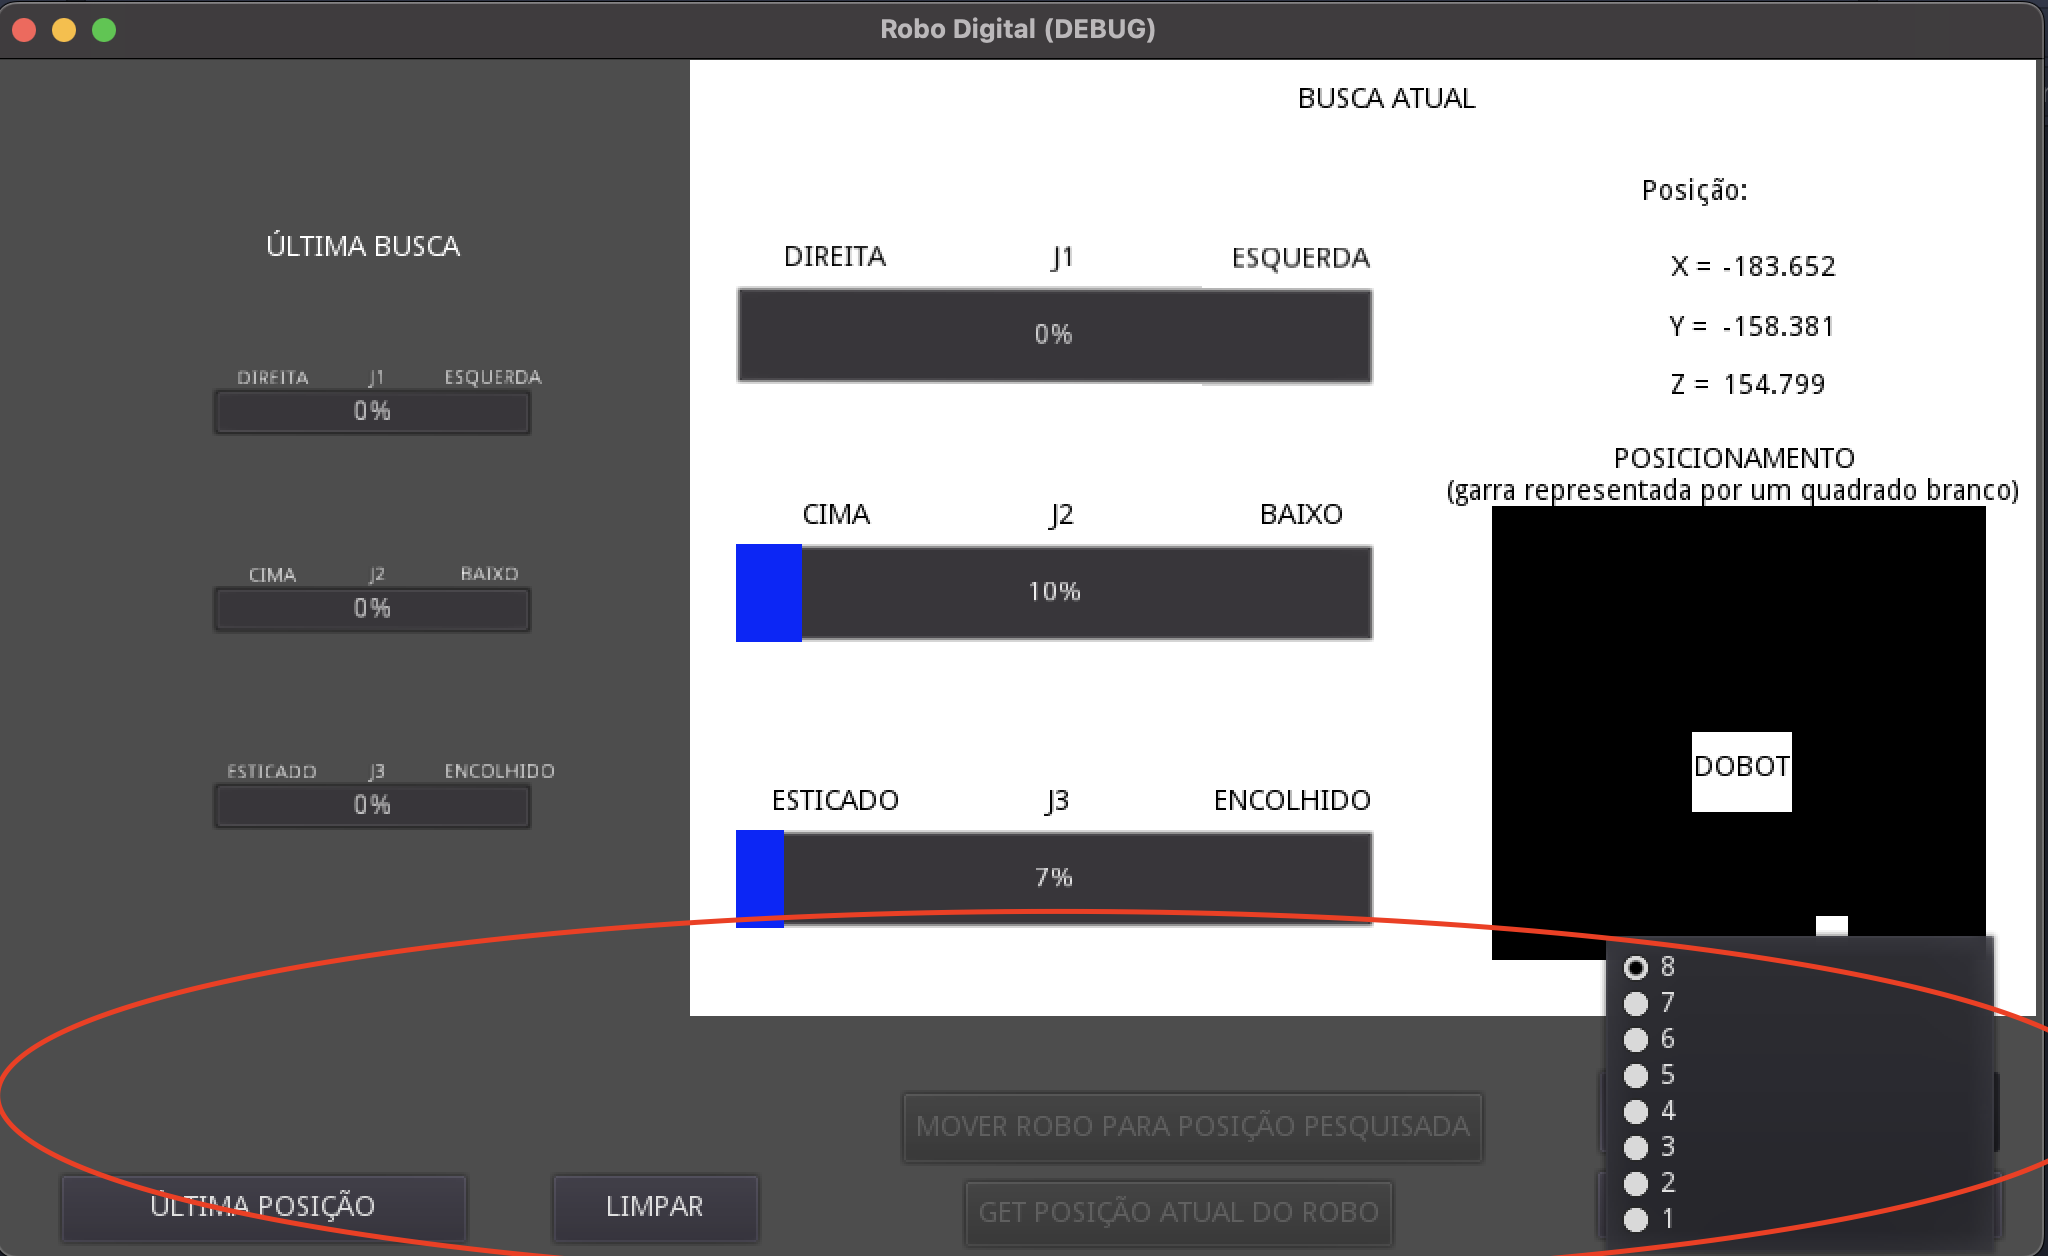 Robo Digital (DEBUG)
ÚLTIMA BUSCA
DIREITA J1 ESQUERDA
0%
CIMA J2 BAIXO
0%
ESTICADO J3 ENCOLHIDO
0%
BUSCA ATUAL
DIREITA J1 ESQUERDA
0%
CIMA J2 BAIXO
10%
ESTICADO J3 ENCOLHIDO
7%
Posição:
X = -183.652
Y = -158.381
Z = 154.799
POSICIONAMENTO
(garra representada por um quadrado branco)
DOBOT
8
7
6
5
4
3
2
1
MOVER ROBO PARA POSIÇÃO PESQUISADA
ÚLTIMA POSIÇÃO
LIMPAR
GET POSIÇÃO ATUAL DO ROBO